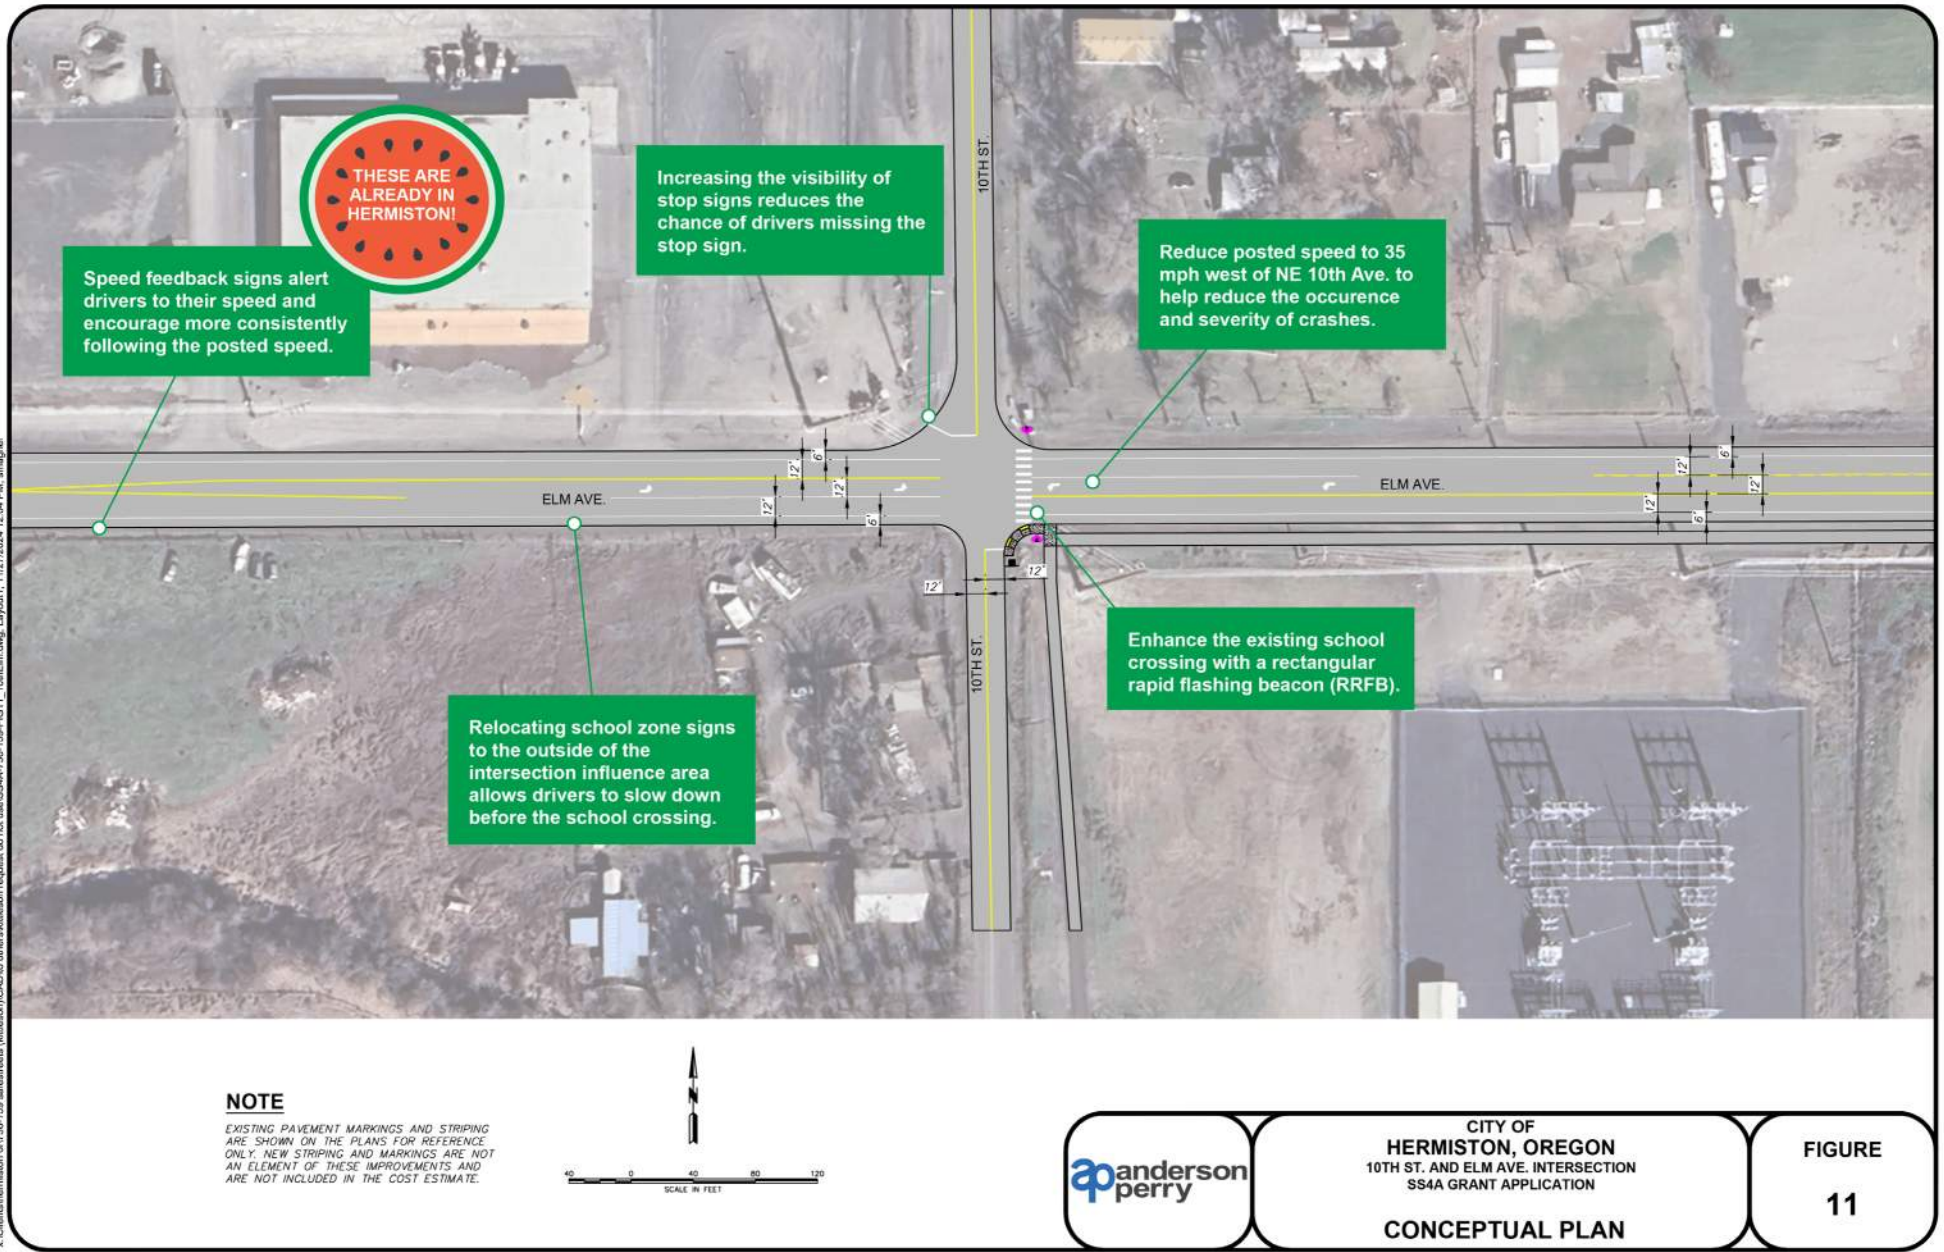 THESE ARE
ALREADY IN
HERMISTON!
Speed feedback signs alert
drivers to their speed and
encourage more consistently
following the posted speed.
Increasing the visibility of
stop signs reduces the
chance of drivers missing the
stop sign.
10TH ST.
Reduce posted speed to 35
mph west of NE 10th Ave. to
help reduce the occurence
and severity of crashes.
ELM AVE.
12'
6'
12'
12'
6'
ELM AVE.
12'
6'
12'
12'
6'
12'
12'
10TH ST.
Enhance the existing school
crossing with a rectangular
rapid flashing beacon (RRFB).
Relocating school zone signs
to the outside of the
intersection influence area
allows drivers to slow down
before the school crossing.
NOTE
EXISTING PAVEMENT MARKINGS AND STRIPING
ARE SHOWN ON THE PLANS FOR REFERENCE
ONLY. NEW STRIPING AND MARKINGS ARE NOT
AN ELEMENT OF THESE IMPROVEMENTS AND
ARE NOT INCLUDED IN THE COST ESTIMATE.
N
40 0 40 80 120
SCALE IN FEET
ap anderson
perry
CITY OF
HERMISTON, OREGON
10TH ST. AND ELM AVE. INTERSECTION
SS4A GRANT APPLICATION
CONCEPTUAL PLAN
FIGURE
11